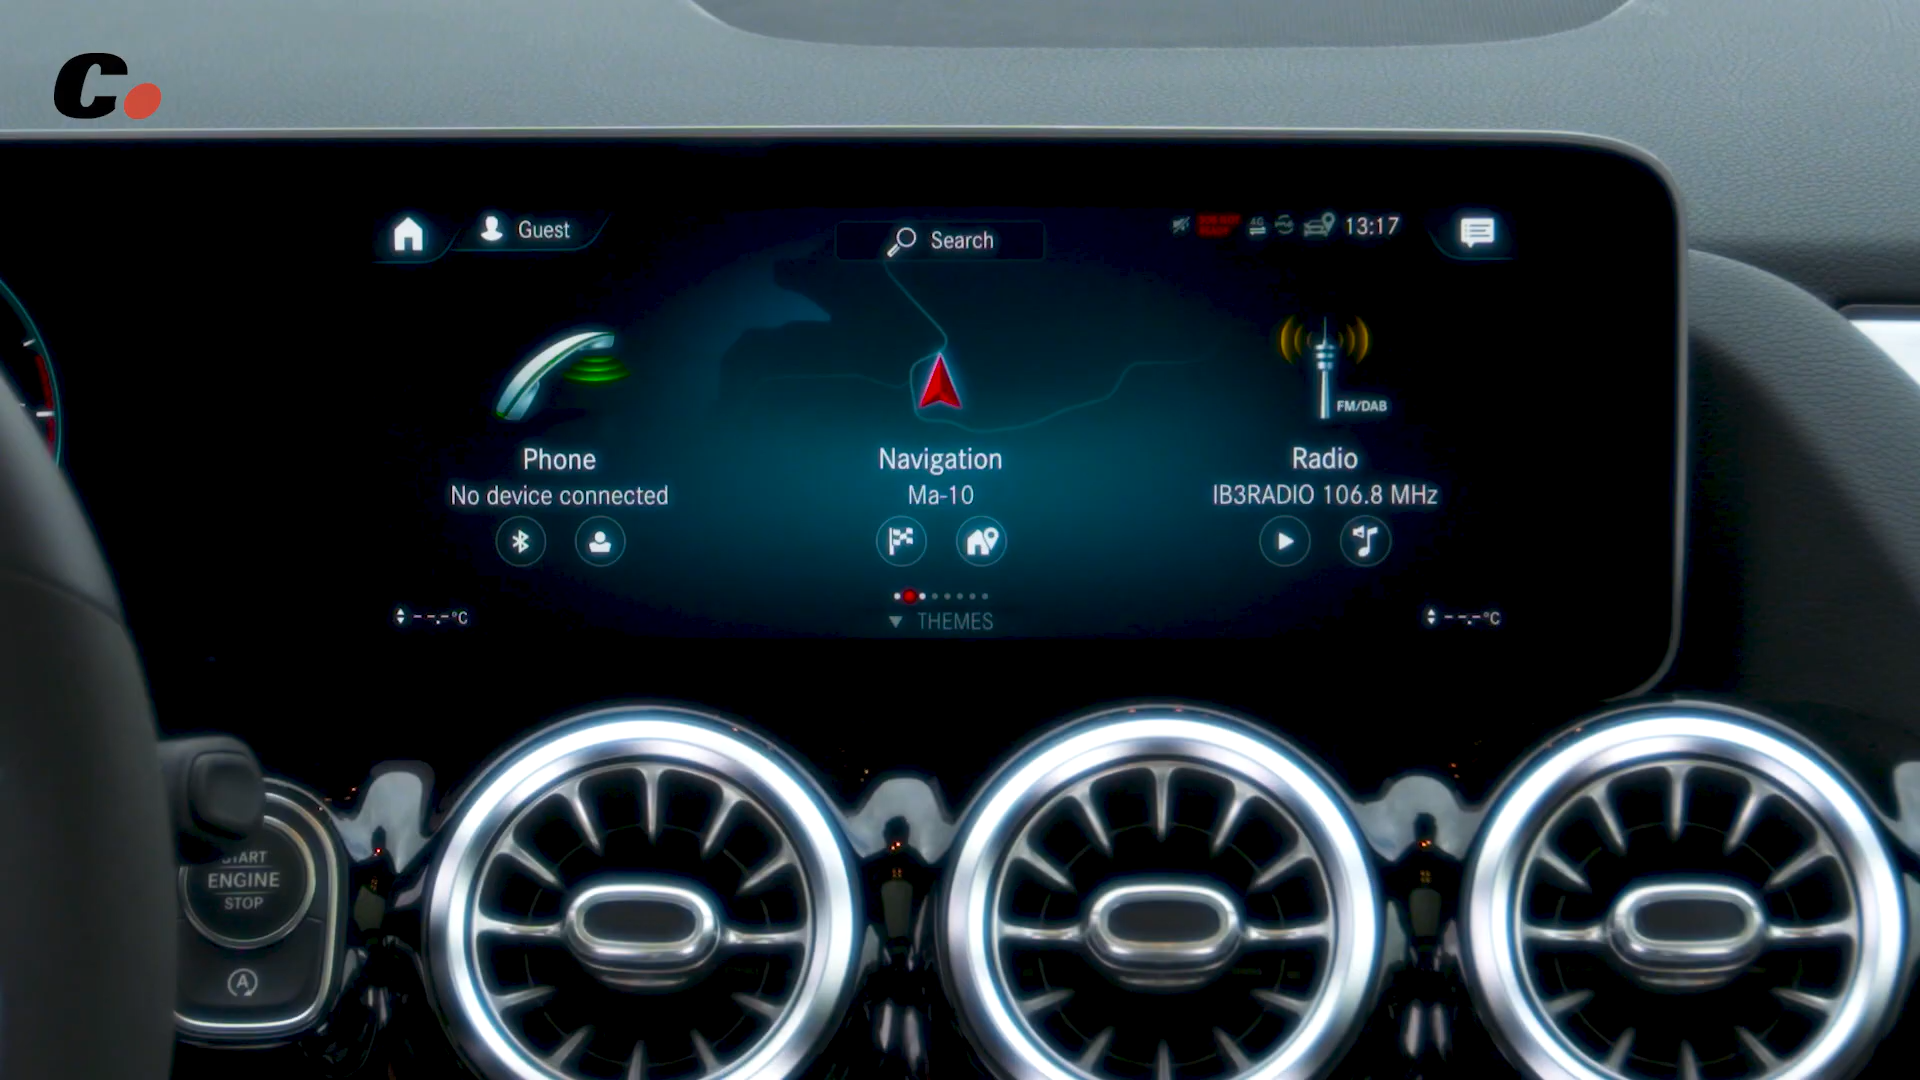 C.
Guest
Search
4G
13:17
FM/DAB
Phone
Navigation
Radio
No device connected
Ma-10
IB3RADIO 106.8 MHz
--.-°C
THEMES
--.-°C
START
ENGINE
STOP
A